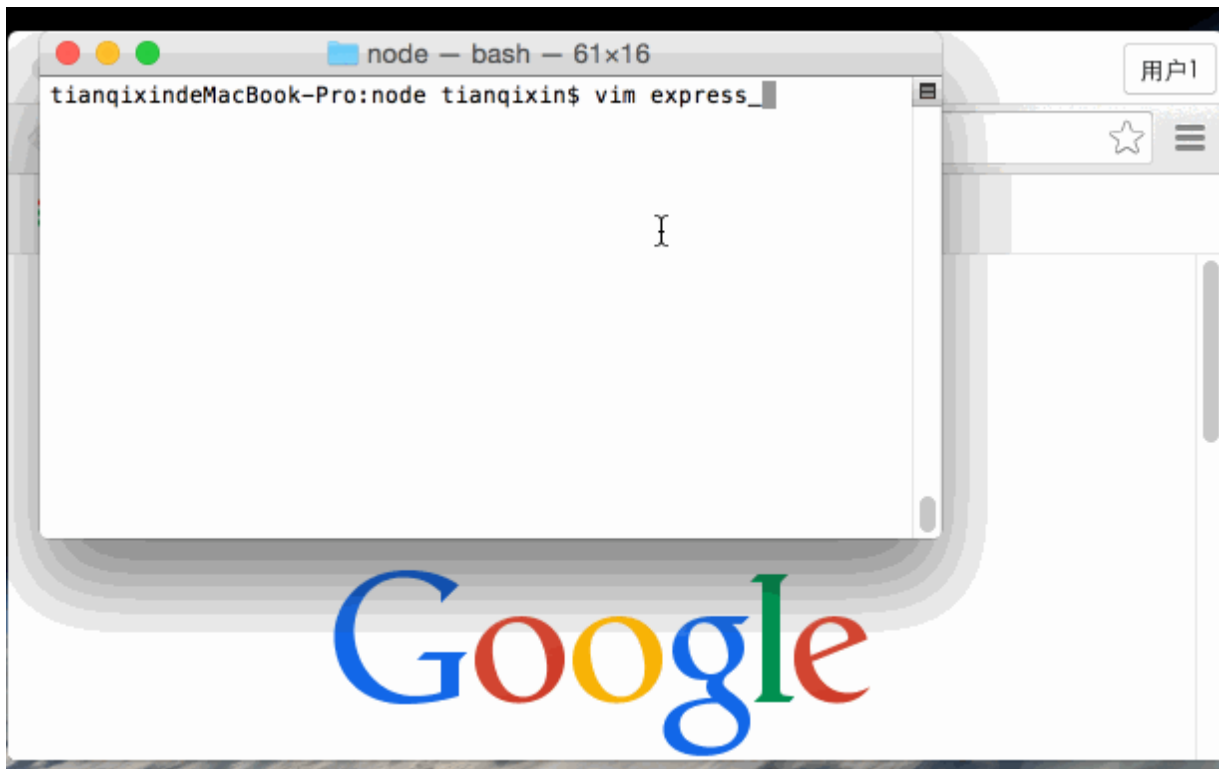 node — bash — 61×16
用户1
tianqixindeMacBook-Pro:node tianqixin$ vim express_
Google